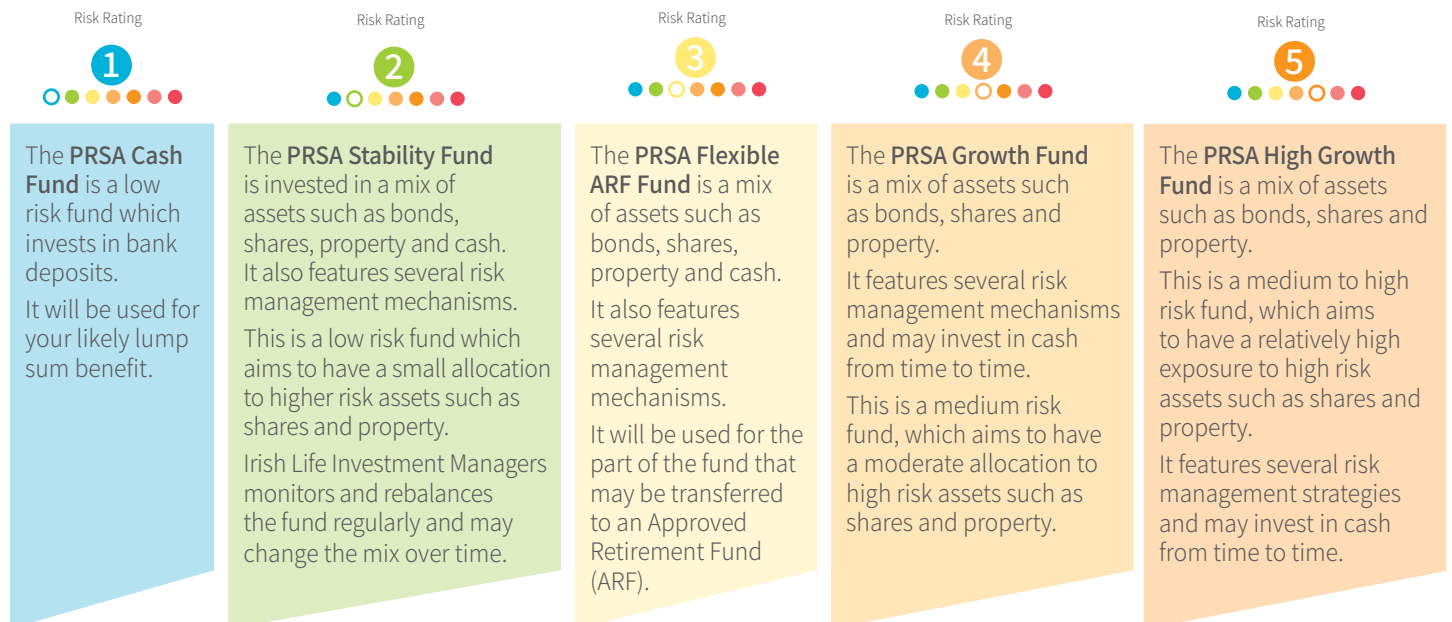 Risk Rating
1
The PRSA Cash
Fund is a low
risk fund which
invests in bank
deposits.
It will be used for
your likely lump
sum benefit.
Risk Rating
2
The PRSA Stability Fund
is invested in a mix of
assets such as bonds,
shares, property and cash.
It also features several risk
management mechanisms.
This is a low risk fund which
aims to have a small allocation
to higher risk assets such as
shares and property.
Irish Life Investment Managers
monitors and rebalances
the fund regularly and may
change the mix over time.
Risk Rating
3
The PRSA Flexible
ARF Fund is a mix
of assets such as
bonds, shares,
property and cash.
It also features
several risk
management
mechanisms.
It will be used for the
part of the fund that
may be transferred
to an Approved
Retirement Fund
(ARF).
Risk Rating
4
The PRSA Growth Fund
is a mix of assets such
as bonds, shares and
property.
It features several risk
management mechanisms
and may invest in cash
from time to time.
This is a medium risk
fund, which aims to have
a moderate allocation to
high risk assets such as
shares and property.
Risk Rating
5
The PRSA High Growth
Fund is a mix of assets
such as bonds, shares and
property.
This is a medium to high
risk fund, which aims
to have a relatively high
exposure to high risk
assets such as shares and
property.
It features several risk
management strategies
and may invest in cash
from time to time.